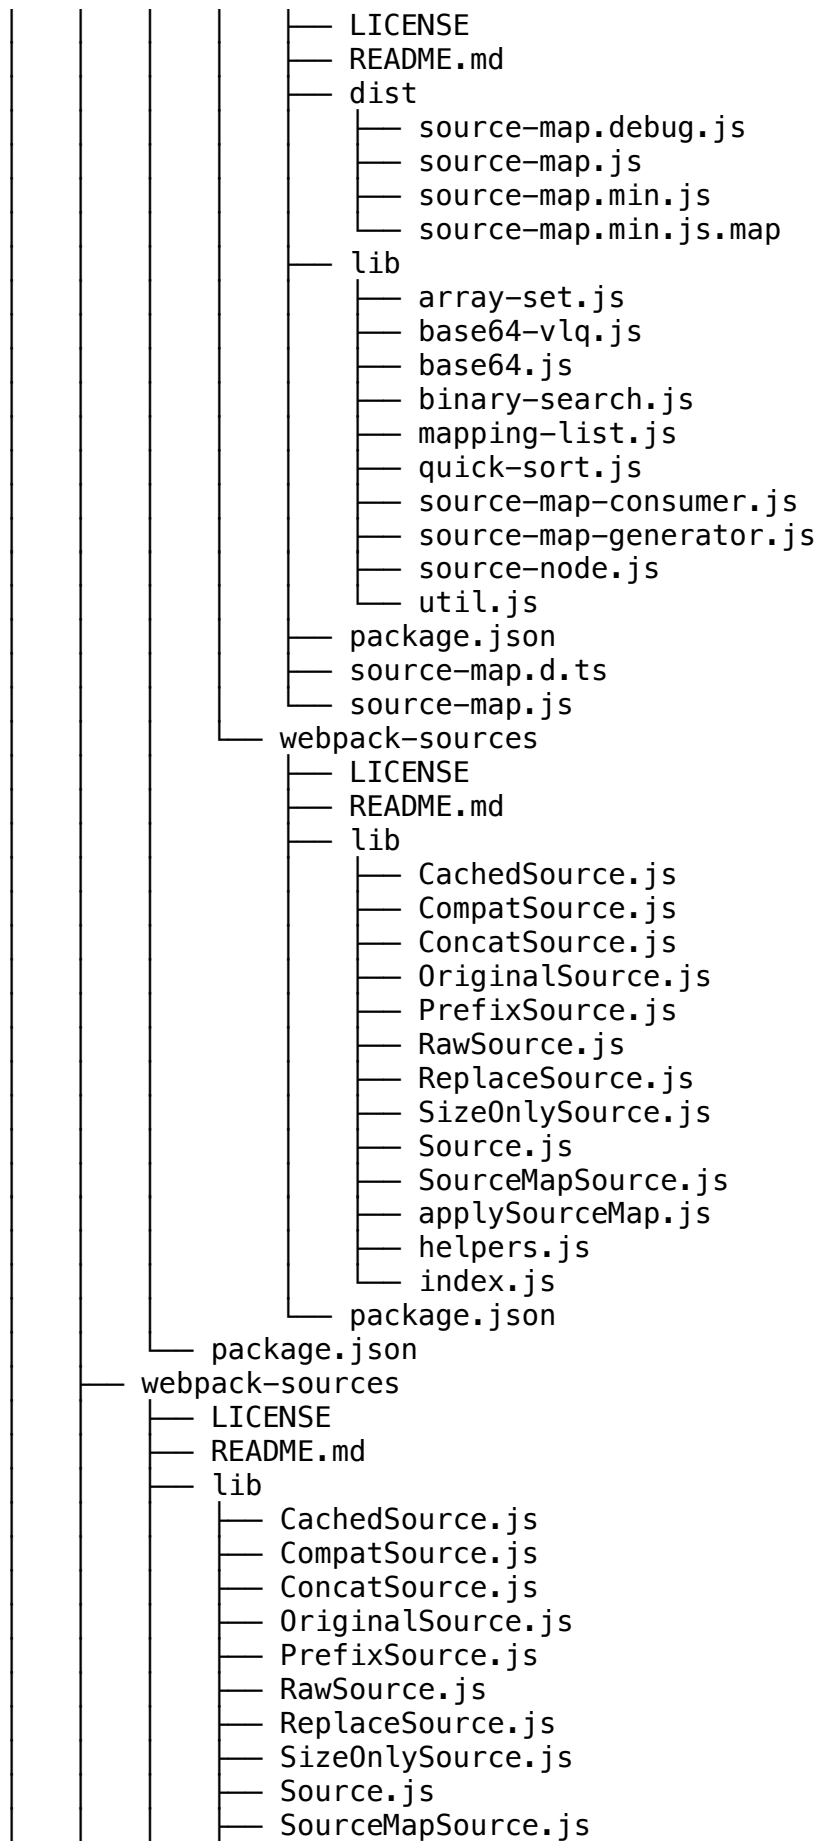 │   │   │   │   ├── LICENSE
│   │   │   │   ├── README.md
│   │   │   │   ├── dist
│   │   │   │   │   ├── source-map.debug.js
│   │   │   │   │   ├── source-map.js
│   │   │   │   │   ├── source-map.min.js
│   │   │   │   │   └── source-map.min.js.map
│   │   │   │   ├── lib
│   │   │   │   │   ├── array-set.js
│   │   │   │   │   ├── base64-vlq.js
│   │   │   │   │   ├── base64.js
│   │   │   │   │   ├── binary-search.js
│   │   │   │   │   ├── mapping-list.js
│   │   │   │   │   ├── quick-sort.js
│   │   │   │   │   ├── source-map-consumer.js
│   │   │   │   │   ├── source-map-generator.js
│   │   │   │   │   ├── source-node.js
│   │   │   │   │   └── util.js
│   │   │   │   ├── package.json
│   │   │   │   ├── source-map.d.ts
│   │   │   │   └── source-map.js
│   │   │   └── webpack-sources
│   │   │       ├── LICENSE
│   │   │       ├── README.md
│   │   │       ├── lib
│   │   │       │   ├── CachedSource.js
│   │   │       │   ├── CompatSource.js
│   │   │       │   ├── ConcatSource.js
│   │   │       │   ├── OriginalSource.js
│   │   │       │   ├── PrefixSource.js
│   │   │       │   ├── RawSource.js
│   │   │       │   ├── ReplaceSource.js
│   │   │       │   ├── SizeOnlySource.js
│   │   │       │   ├── Source.js
│   │   │       │   ├── SourceMapSource.js
│   │   │       │   ├── applySourceMap.js
│   │   │       │   ├── helpers.js
│   │   │       │   └── index.js
│   │   │       └── package.json
│   │   └── package.json
│   ├── webpack-sources
│   │   ├── LICENSE
│   │   ├── README.md
│   │   ├── lib
│   │   │   ├── CachedSource.js
│   │   │   ├── CompatSource.js
│   │   │   ├── ConcatSource.js
│   │   │   ├── OriginalSource.js
│   │   │   ├── PrefixSource.js
│   │   │   ├── RawSource.js
│   │   │   ├── ReplaceSource.js
│   │   │   ├── SizeOnlySource.js
│   │   │   ├── Source.js
│   │   │   ├── SourceMapSource.js